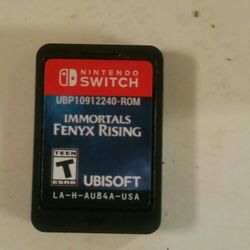 NINTENDO
SWITCH
UBP10912240-ROM
IMMORTALS
FENYX RISING
TEEN
T
ESRB
UBISOFT
LA-H-AU84A-USA